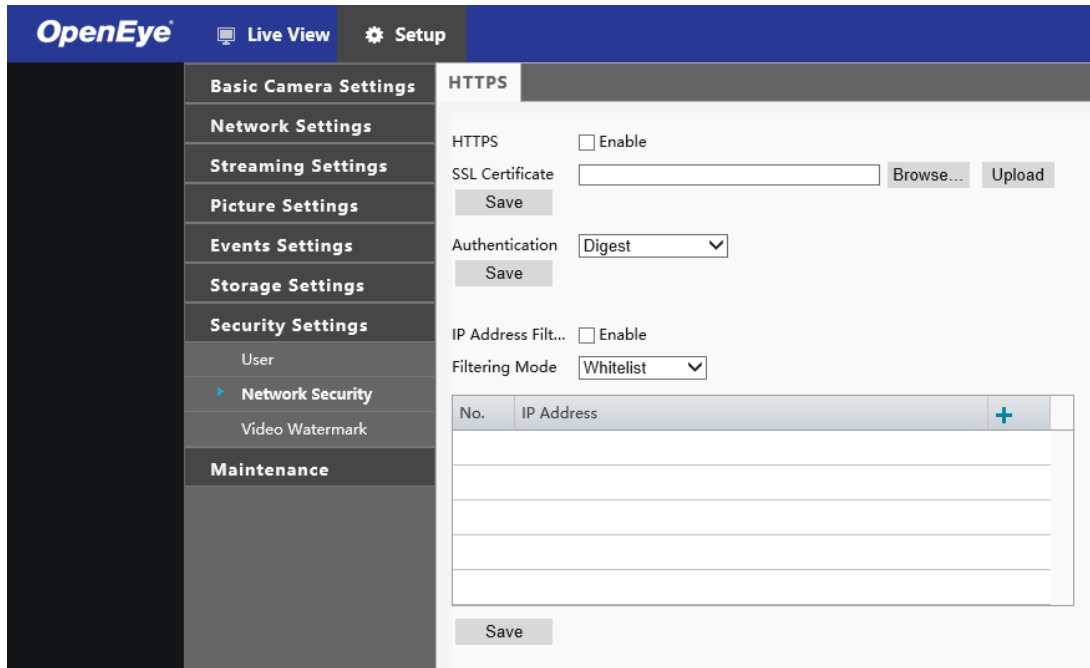 OpenEye Live View Setup
Basic Camera Settings
Network Settings
Streaming Settings
Picture Settings
Events Settings
Storage Settings
Security Settings
User
Network Security
Video Watermark
Maintenance
HTTPS
HTTPS Enable
SSL Certificate Browse... Upload
Save
Authentication Digest
Save
IP Address Filt... Enable
Filtering Mode Whitelist
No. IP Address +
Save